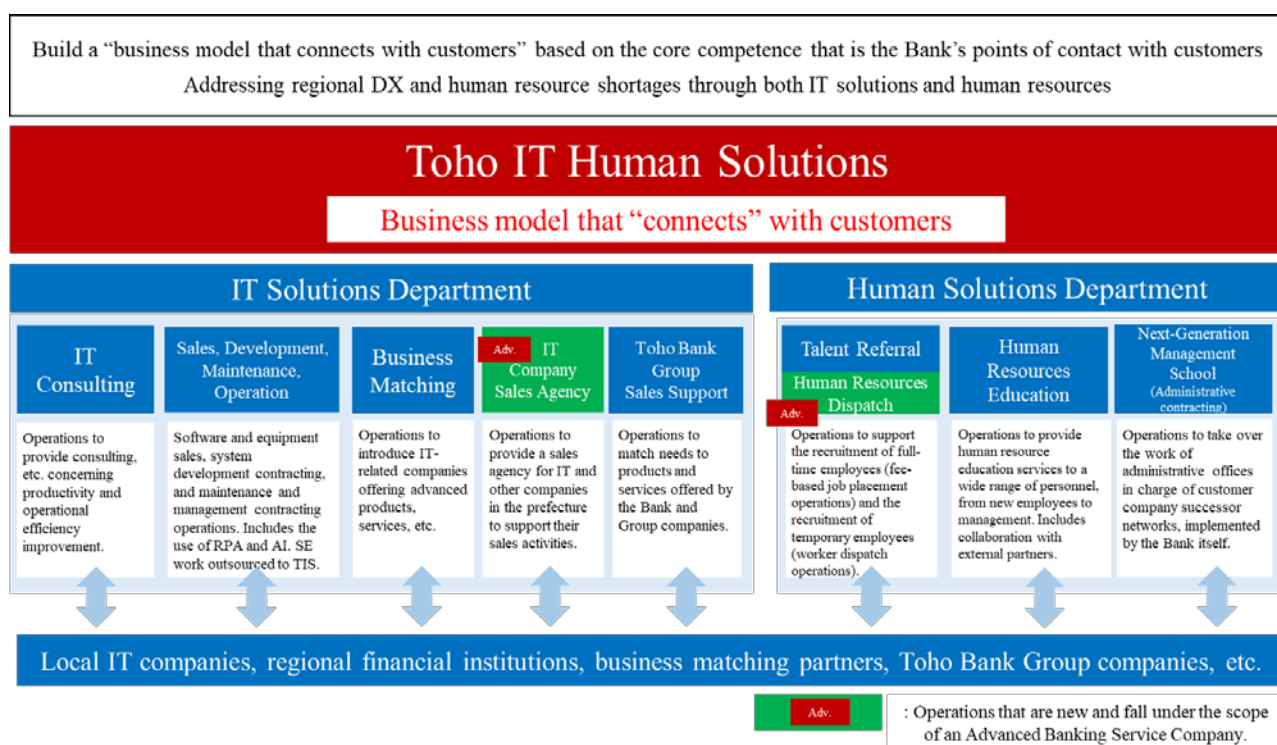 Build a “business model that connects with customers” based on the core competence that is the Bank’s points of contact with customers
Addressing regional DX and human resource shortages through both IT solutions and human resources
Toho IT Human Solutions
Business model that “connects” with customers
IT Solutions Department
IT
Consulting
Operations to
provide consulting,
etc. concerning
productivity and
operational
efficiency
improvement.
Sales, Development,
Maintenance,
Operation
Software and equipment
sales, system
development contracting,
and maintenance and
management contracting
operations. Includes the
use of RPA and AI. SE
work outsourced to TIS.
Business
Matching
Operations to
introduce IT-
related companies
offering advanced
products,
services, etc.
Adv.
IT
Company
Sales Agency
Operations to
provide a sales
agency for IT and
other companies
in the prefecture
to support their
sales activities.
Toho Bank
Group
Sales Support
Operations to
match needs to
products and
services offered by
the Bank and
Group companies.
Human Solutions Department
Talent Referral
Human Resources
Dispatch
Adv.
Operations to support
the recruitment of full-
time employees (fee-
based job placement
operations) and the
recruitment of
temporary employees
(worker dispatch
operations).
Human
Resources
Education
Operations to provide
human resource
education services to a
wide range of personnel,
from new employees to
management. Includes
collaboration with
external partners.
Next-Generation
Management
School
(Administrative
contracting)
Operations to take over
the work of
administrative offices
in charge of customer
company successor
networks, implemented
by the Bank itself.
Local IT companies, regional financial institutions, business matching partners, Toho Bank Group companies, etc.
Adv.
: Operations that are new and fall under the scope
of an Advanced Banking Service Company.